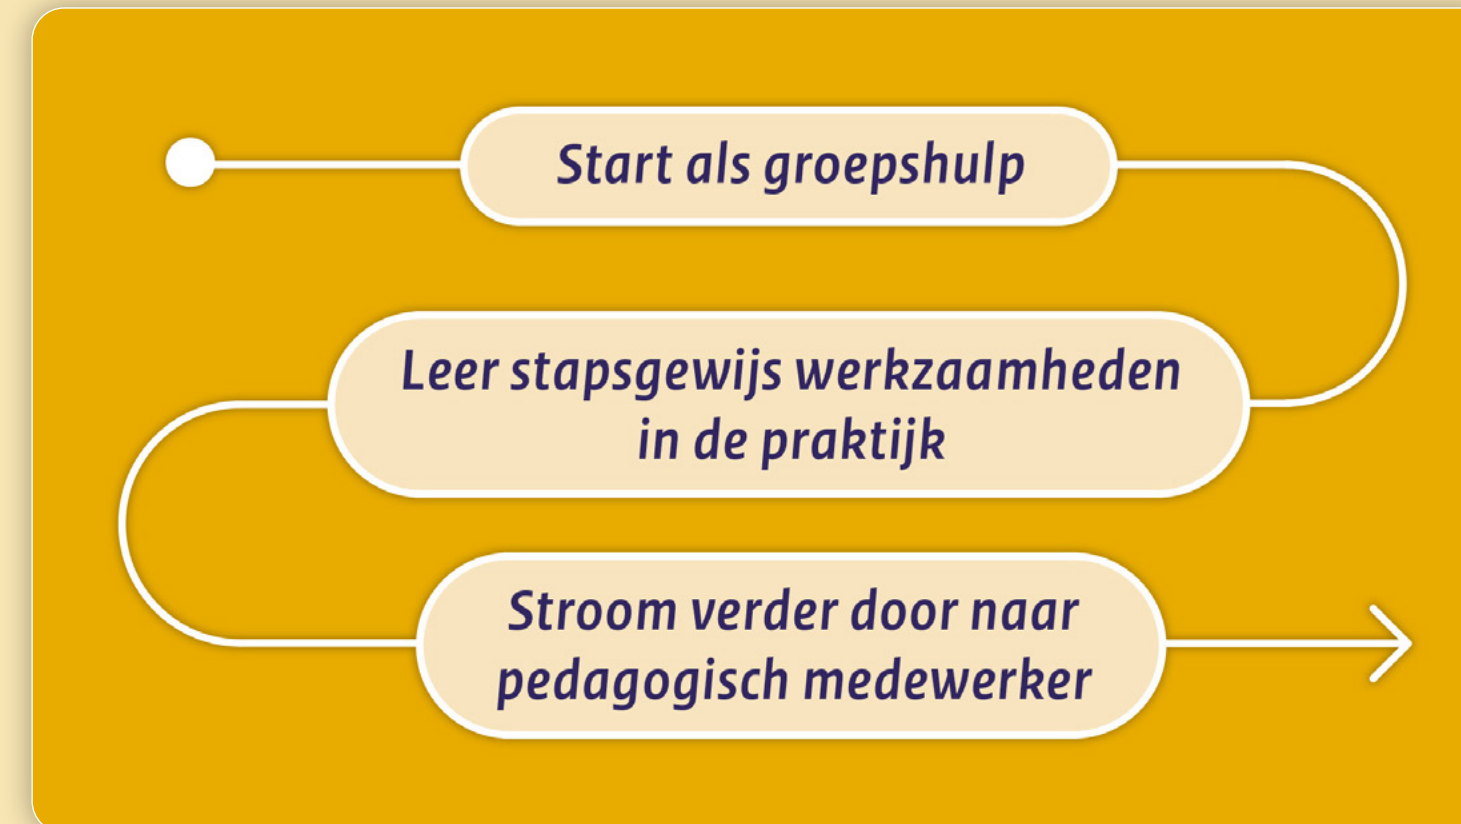 Start als groepshulp
Leer stapsgewijs werkzaamheden
in de praktijk
Stroom verder door naar
pedagogisch medewerker